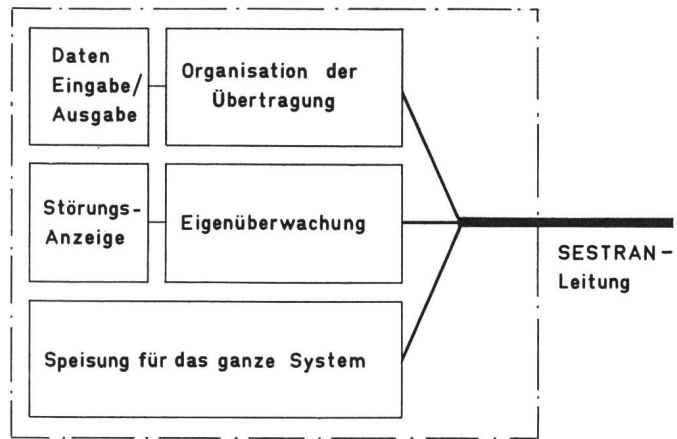 Daten
Eingabe/
Ausgabe
Organisation der
Übertragung
Störungs-
Anzeige
Eigenüberwachung
Speisung für das ganze System
SESTRAN-
Leitung